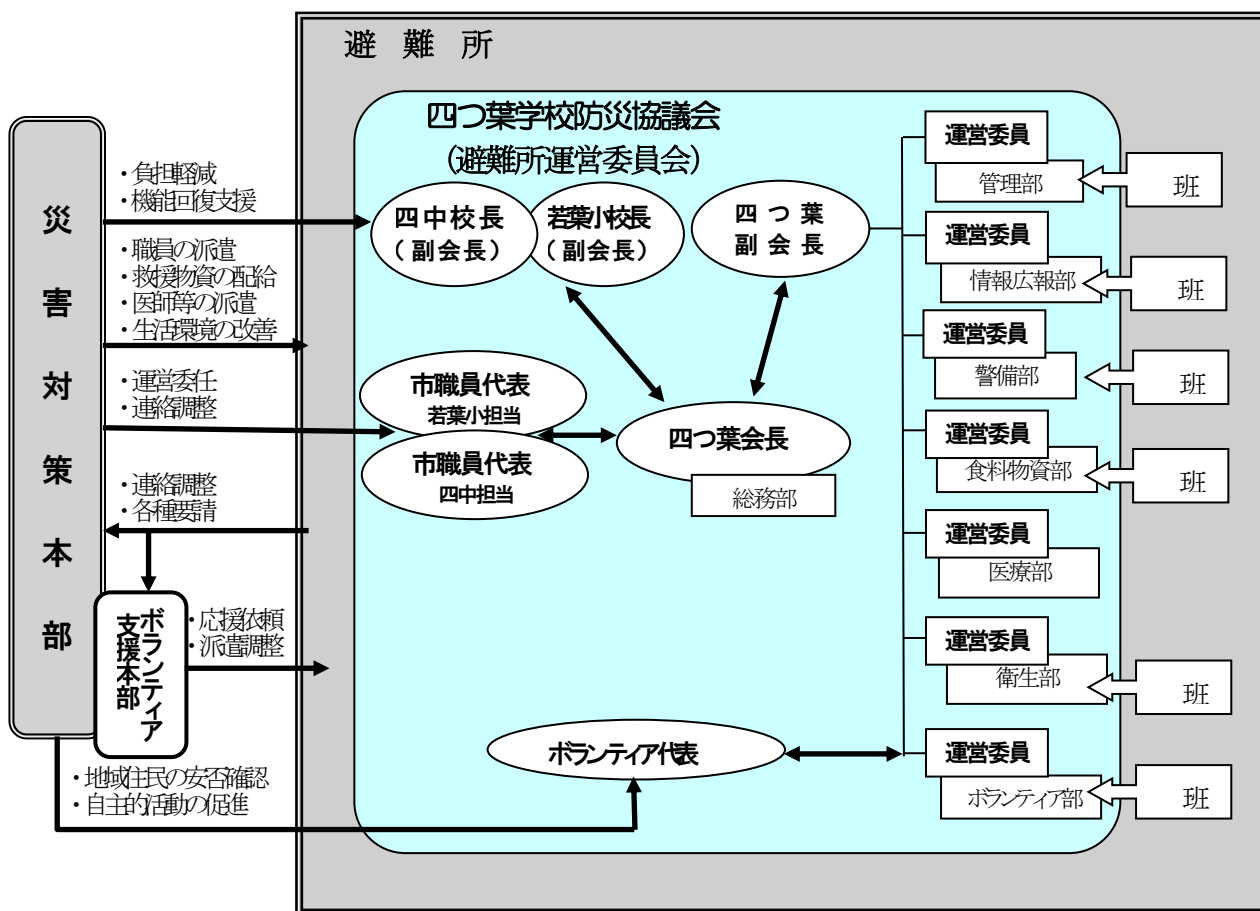 避 難 所
四つ葉学校防災協議会
(避難所運営委員会)
災害対策本部
・負担軽減
・機能回復支援
・職員の派遣
・救援物資の配給
・医師等の派遣
・生活環境の改善
・運営委任
・連絡調整
・連絡調整
・各種要請
ボランティア
支援本部
・応援依頼
・派遣調整
・地域住民の安否確認
・自主的活動の促進
四中校長
(副会長)
若葉小校長
(副会長)
四つ葉
副会長
市職員代表
若葉小担当
市職員代表
四中担当
四つ葉会長
総務部
ボランティア代表
運営委員
管理部
班
運営委員
情報広報部
班
運営委員
警備部
班
運営委員
食料物資部
班
運営委員
医療部
運営委員
衛生部
班
運営委員
ボランティア部
班